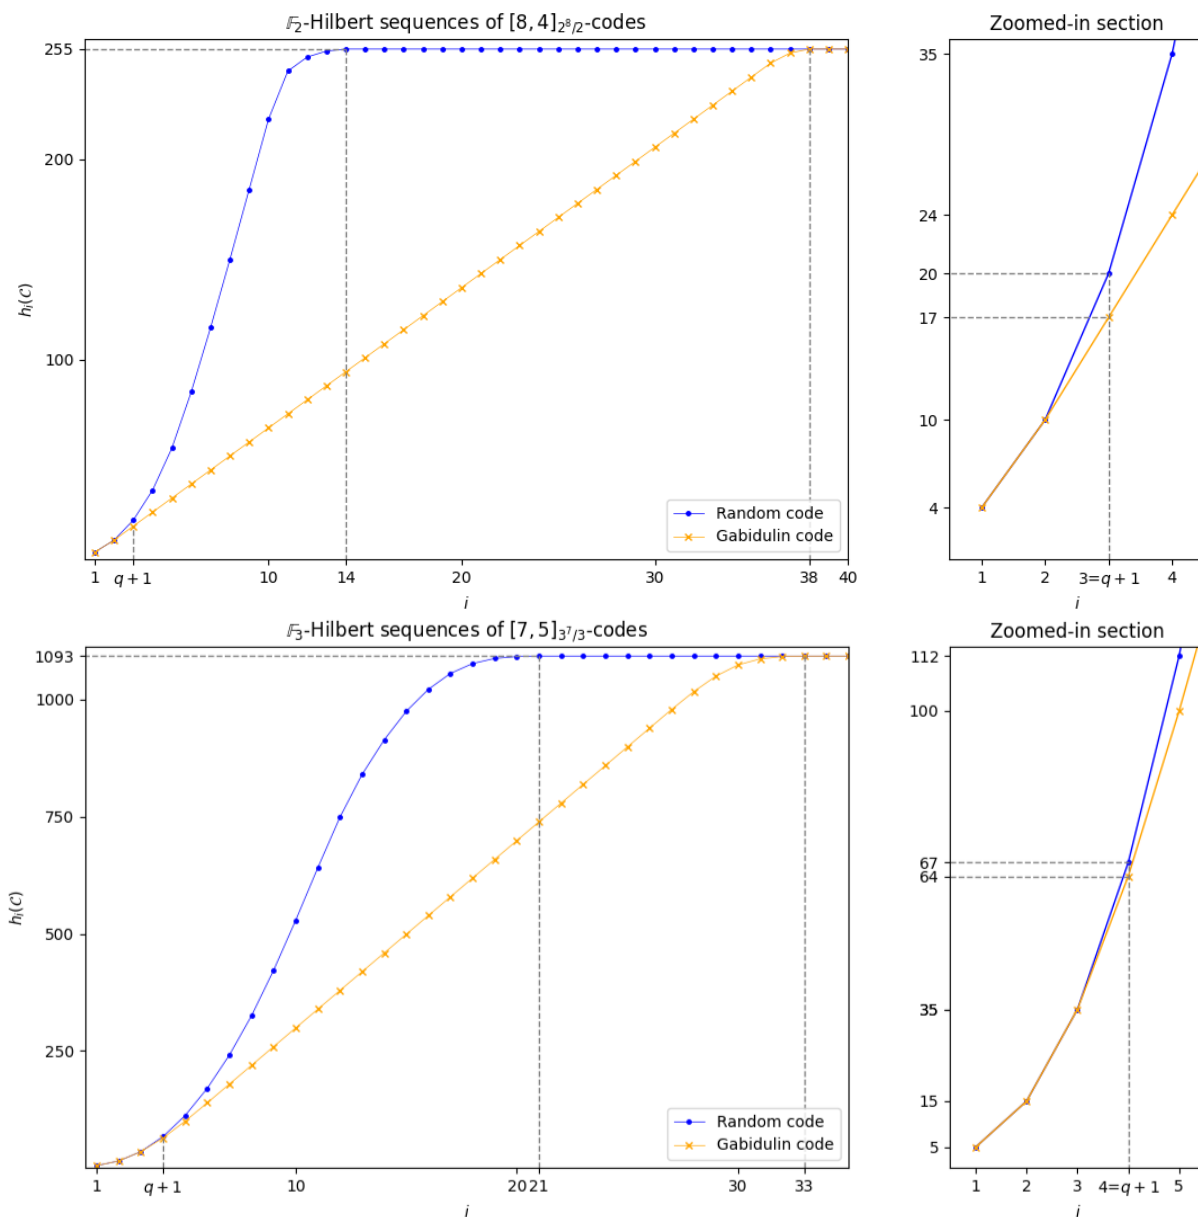 𝔽₂-Hilbert sequences of [8, 4]_{2⁸/2}-codes
Zoomed-in section
255
200
100
h_i(𝒞)
Random code
Gabidulin code
1 q + 1 10 14 20 30 38 40
i
35
24
20
17
10
4
1 2 3=q + 1 4
i
𝔽₃-Hilbert sequences of [7, 5]_{3⁷/3}-codes
Zoomed-in section
1093
1000
750
500
250
h_i(𝒞)
Random code
Gabidulin code
1 q + 1 10 20 21 30 33
i
112
100
67
64
35
15
5
1 2 3 4=q + 1 5
i